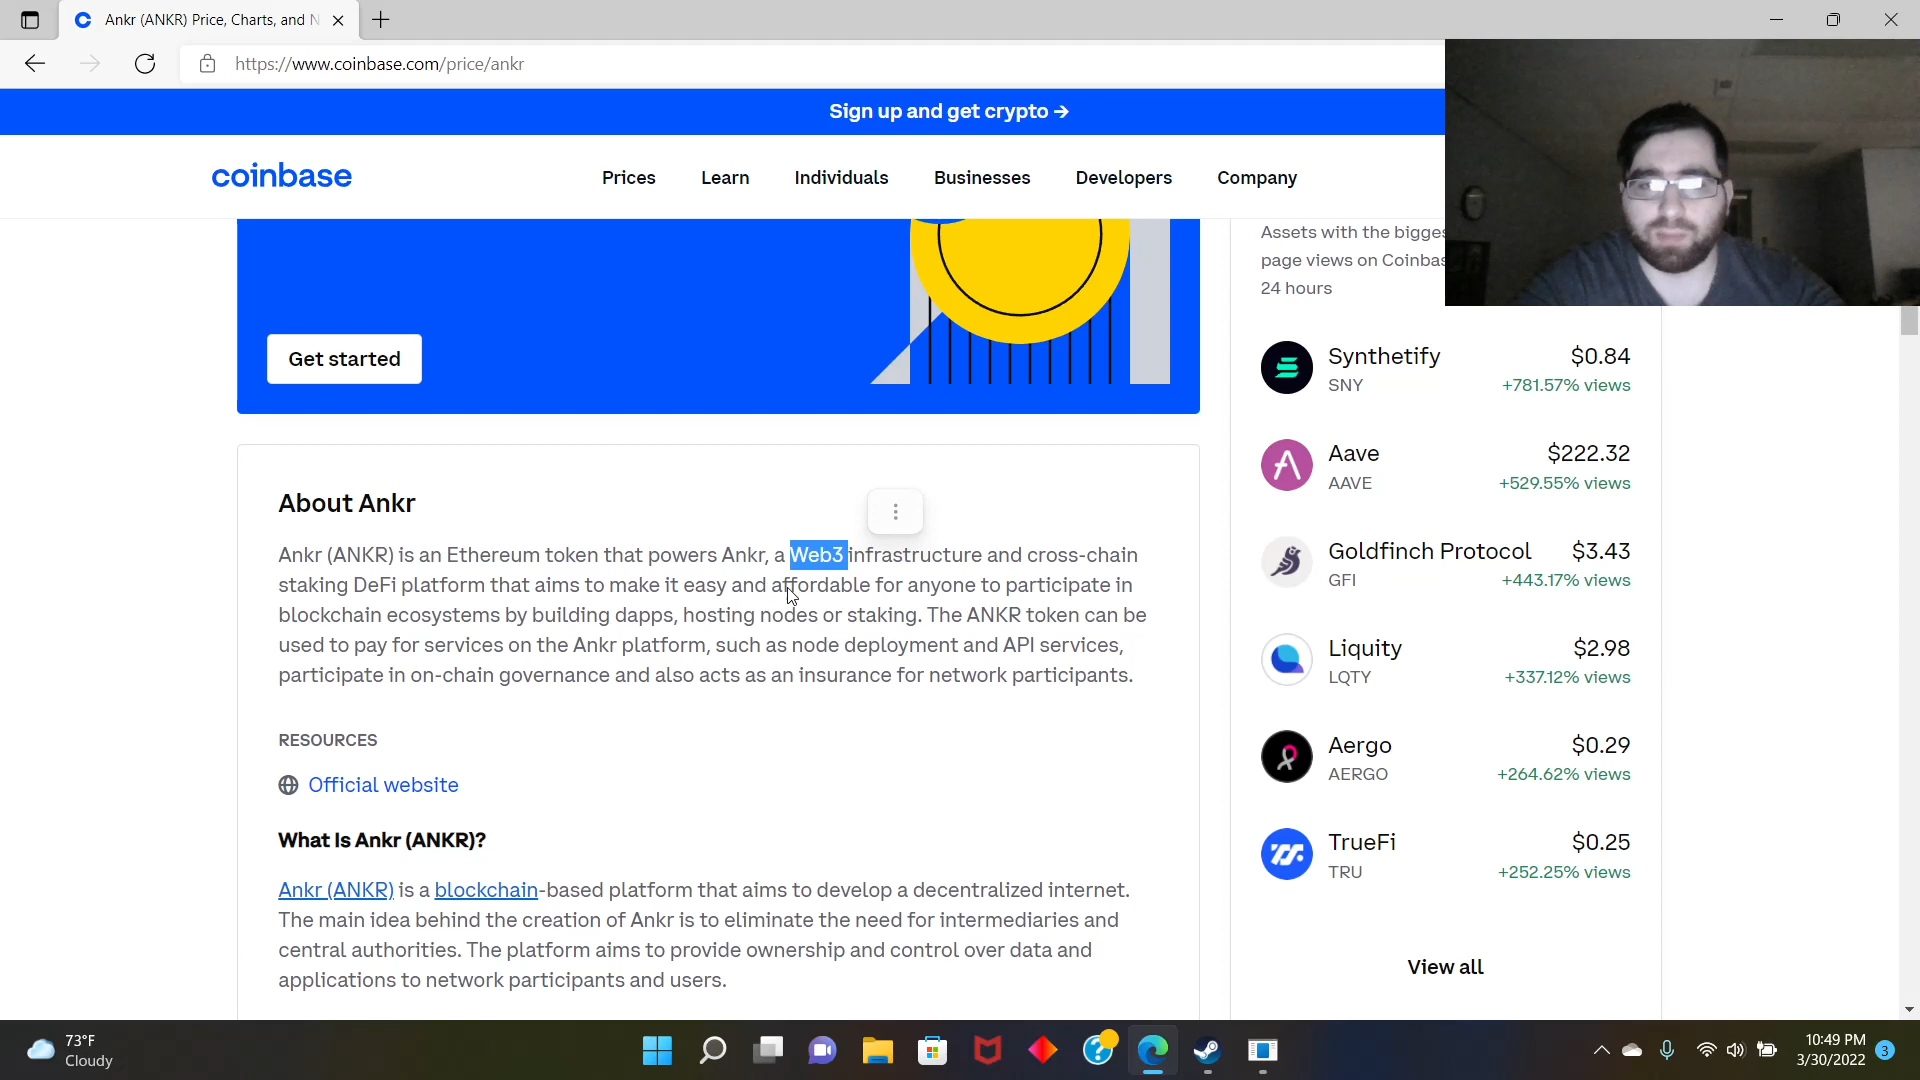 Ankr (ANKR) Price, Charts, and N
https://www.coinbase.com/price/ankr
Sign up and get crypto →
coinbase
Prices
Learn
Individuals
Businesses
Developers
Company
Get started
About Ankr
Ankr (ANKR) is an Ethereum token that powers Ankr, a Web3 infrastructure and cross-chain
staking DeFi platform that aims to make it easy and affordable for anyone to participate in
blockchain ecosystems by building dapps, hosting nodes or staking. The ANKR token can be
used to pay for services on the Ankr platform, such as node deployment and API services,
participate in on-chain governance and also acts as an insurance for network participants.
RESOURCES
Official website
What Is Ankr (ANKR)?
Ankr (ANKR) is a blockchain-based platform that aims to develop a decentralized internet.
The main idea behind the creation of Ankr is to eliminate the need for intermediaries and
central authorities. The platform aims to provide ownership and control over data and
applications to network participants and users.
Assets with the bigges
page views on Coinbas
24 hours
Synthetify $0.84
SNY +781.57% views
Aave $222.32
AAVE +529.55% views
Goldfinch Protocol $3.43
GFI +443.17% views
Liquity $2.98
LQTY +337.12% views
Aergo $0.29
AERGO +264.62% views
TrueFi $0.25
TRU +252.25% views
View all
73°F
Cloudy
10:49 PM
3/30/2022
3